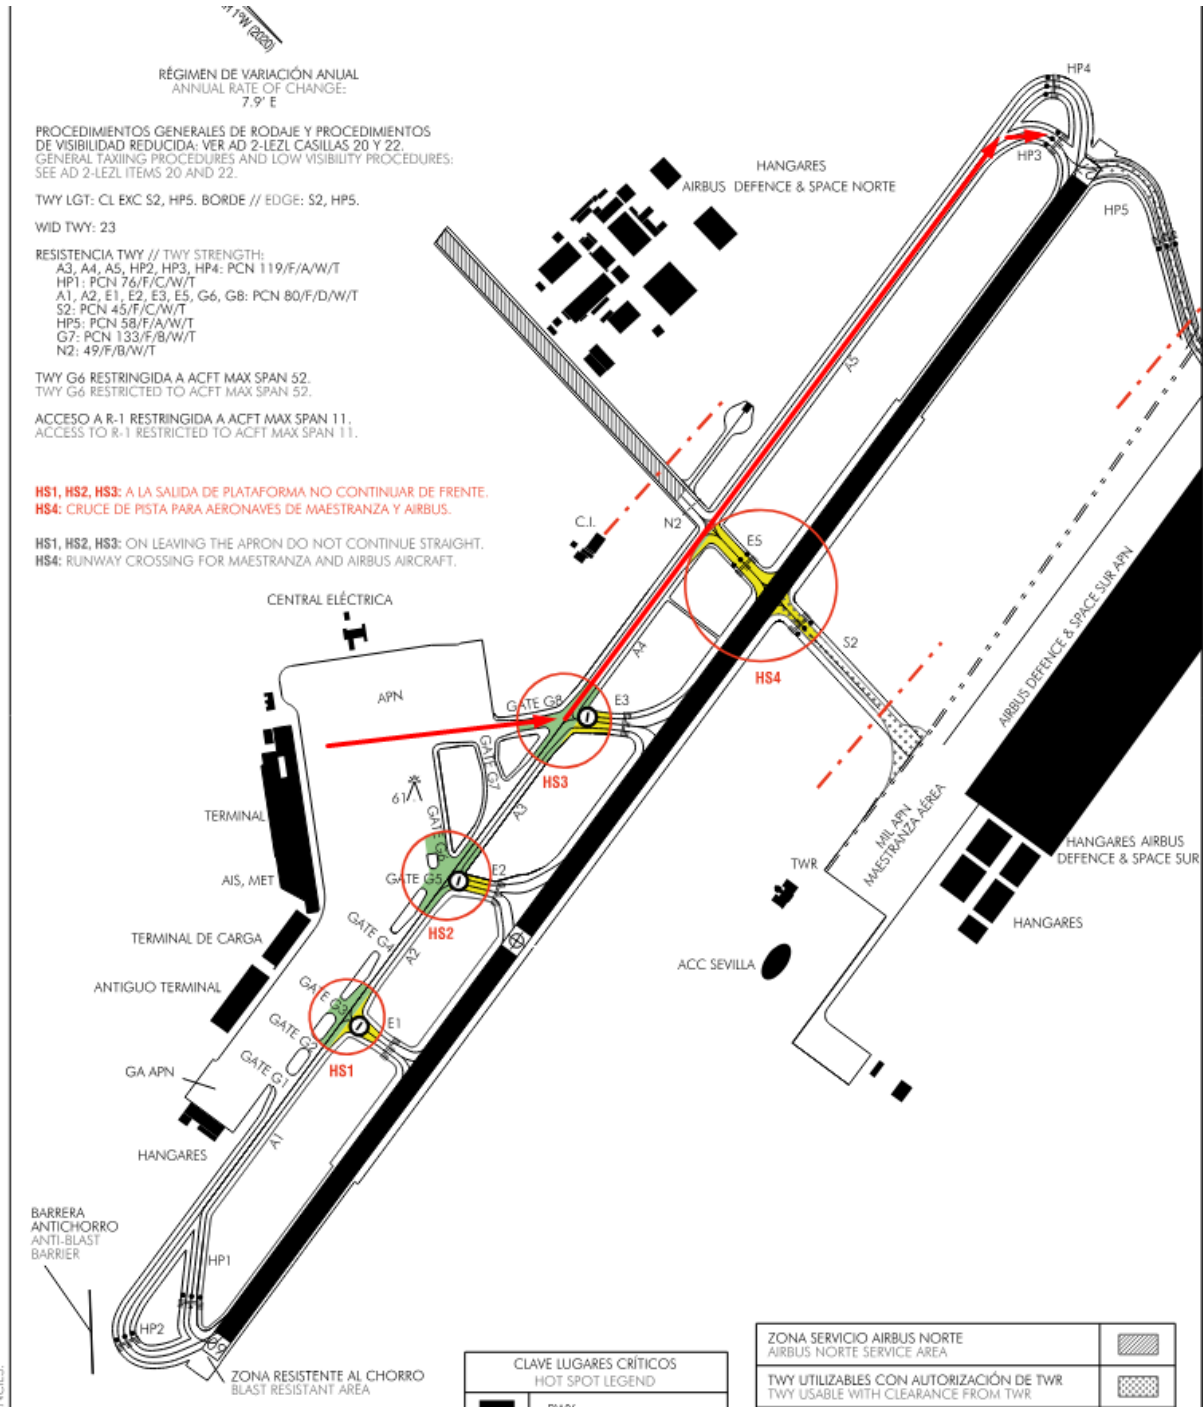 1°W (2020)
RÉGIMEN DE VARIACIÓN ANUAL
ANNUAL RATE OF CHANGE:
7.9' E
PROCEDIMIENTOS GENERALES DE RODAJE Y PROCEDIMIENTOS
DE VISIBILIDAD REDUCIDA: VER AD 2-LEZL CASILLAS 20 Y 22.
GENERAL TAXIING PROCEDURES AND LOW VISIBILITY PROCEDURES:
SEE AD 2-LEZL ITEMS 20 AND 22.
TWY LGT: CL EXC S2, HP5. BORDE // EDGE: S2, HP5.
WID TWY: 23
RESISTENCIA TWY // TWY STRENGTH:
A3, A4, A5, HP2, HP3, HP4: PCN 119/F/A/W/T
HP1: PCN 76/F/C/W/T
A1, A2, E1, E2, E3, E5, G6, G8: PCN 80/F/D/W/T
S2: PCN 45/F/C/W/T
HP5: PCN 58/F/A/W/T
G7: PCN 133/F/B/W/T
N2: 49/F/B/W/T
TWY G6 RESTRINGIDA A ACFT MAX SPAN 52.
TWY G6 RESTRICTED TO ACFT MAX SPAN 52.
ACCESO A R-1 RESTRINGIDA A ACFT MAX SPAN 11.
ACCESS TO R-1 RESTRICTED TO ACFT MAX SPAN 11.
HS1, HS2, HS3: A LA SALIDA DE PLATAFORMA NO CONTINUAR DE FRENTE.
HS4: CRUCE DE PISTA PARA AERONAVES DE MAESTRANZA Y AIRBUS.
HS1, HS2, HS3: ON LEAVING THE APRON DO NOT CONTINUE STRAIGHT.
HS4: RUNWAY CROSSING FOR MAESTRANZA AND AIRBUS AIRCRAFT.
HP4
HP3
HP5
HANGARES
AIRBUS DEFENCE & SPACE NORTE
A5
N2
C.I.
E5
S2
HS4
CENTRAL ELÉCTRICA
APN
A4
GATE G8
E3
HS3
GATE G7
A3
61
GATE G6
GATE G5
E2
HS2
GATE G4
A2
GATE G3
E1
GATE G2
HS1
GATE G1
TERMINAL
AIS, MET
TERMINAL DE CARGA
ANTIGUO TERMINAL
GA APN
HANGARES
A1
AIRBUS DEFENCE & SPACE SUR APN
MIL APN
MAESTRANZA AÉREA
TWR
ACC SEVILLA
HANGARES AIRBUS
DEFENCE & SPACE SUR
HANGARES
BARRERA
ANTICHORRO
ANTI-BLAST
BARRIER
HP1
HP2
09
ZONA RESISTENTE AL CHORRO
BLAST RESISTANT AREA
CLAVE LUGARES CRÍTICOS
HOT SPOT LEGEND
ZONA SERVICIO AIRBUS NORTE
AIRBUS NORTE SERVICE AREA
TWY UTILIZABLES CON AUTORIZACIÓN DE TWR
TWY USABLE WITH CLEARANCE FROM TWR